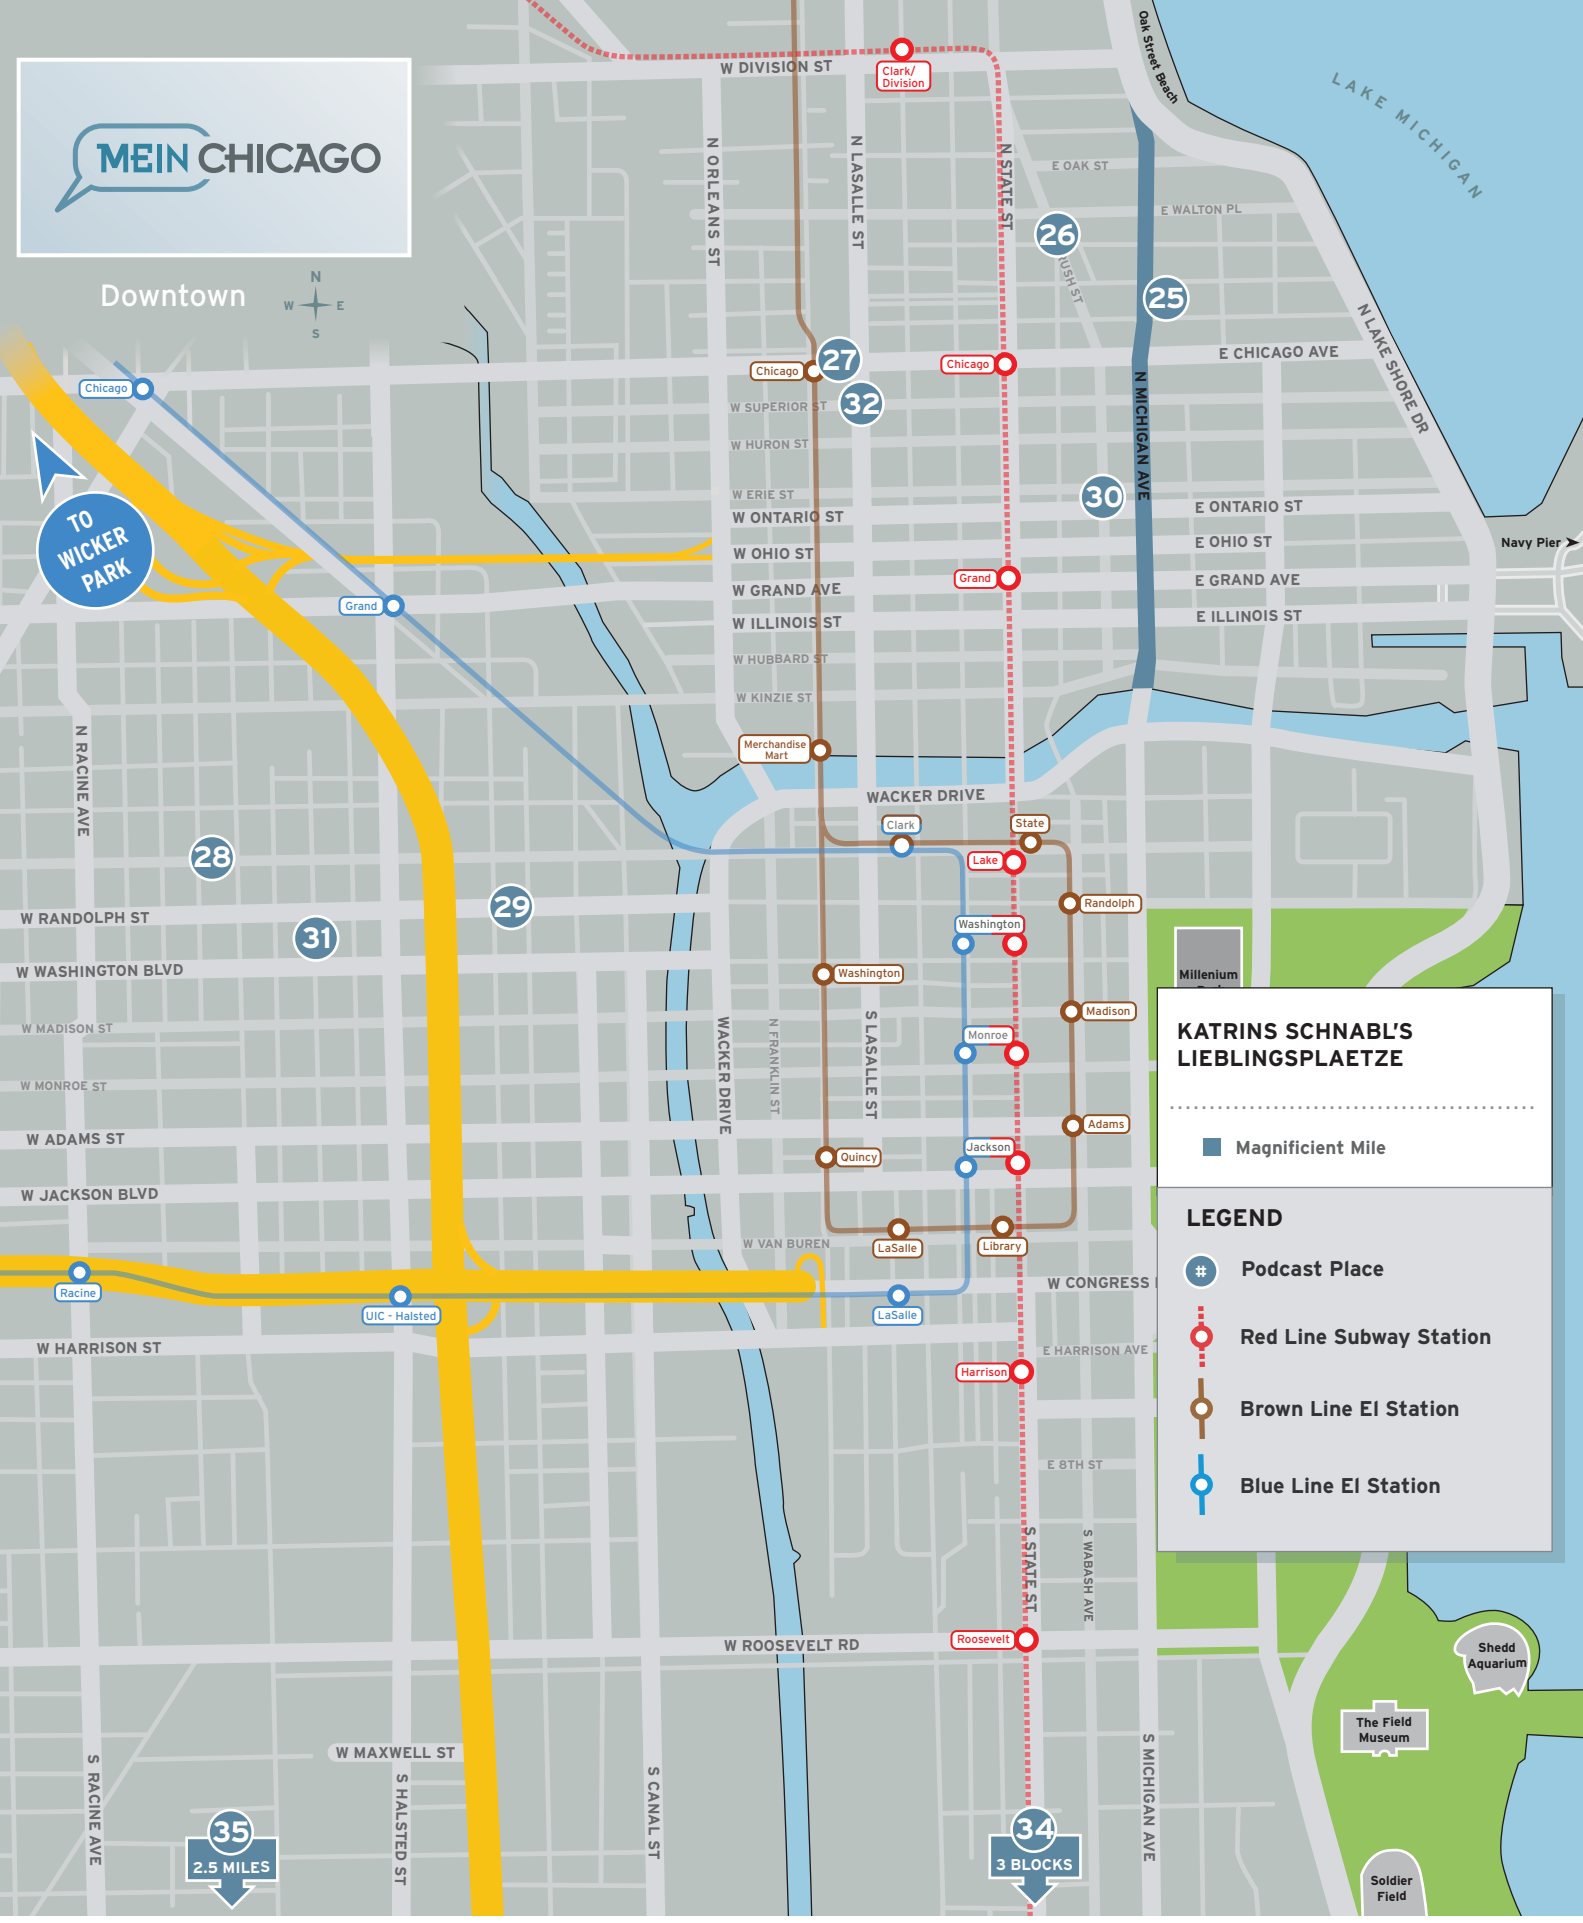 MEIN CHICAGO
Downtown
N
W
E
S
W DIVISION ST
Clark/
Division
Oak Street Beach
LAKE MICHIGAN
N ORLEANS ST
N LASALLE ST
N STATE ST
E OAK ST
E WALTON PL
26
25
N LAKE SHORE DR
Chicago
Chicago
27
Chicago
E CHICAGO AVE
32
W SUPERIOR ST
W HURON ST
N MICHIGAN AVE
TO
WICKER
PARK
W ERIE ST
30
W ONTARIO ST
E ONTARIO ST
W OHIO ST
E OHIO ST
Navy Pier
W GRAND AVE
Grand
Grand
E GRAND AVE
W ILLINOIS ST
E ILLINOIS ST
W HUBBARD ST
W KINZIE ST
N RACINE AVE
Merchandise
Mart
WACKER DRIVE
Clark
State
Lake
28
29
31
Randolph
W RANDOLPH ST
Washington
W WASHINGTON BLVD
Washington
Millenium
W MADISON ST
Madison
WACKER DRIVE
N FRANKLIN ST
S LASALLE ST
Monroe
W MONROE ST
W ADAMS ST
Adams
Quincy
Jackson
W JACKSON BLVD
W VAN BUREN
LaSalle
Library
Racine
UIC - Halsted
LaSalle
W CONGRESS
W HARRISON ST
E HARRISON AVE
Harrison
E 8TH ST
S STATE ST
S WABASH AVE
W ROOSEVELT RD
Roosevelt
KATRINS SCHNABL'S
LIEBLINGSPLAETZE
Magnificient Mile
LEGEND
# Podcast Place
Red Line Subway Station
Brown Line El Station
Blue Line El Station
Shedd
Aquarium
The Field
Museum
W MAXWELL ST
S RACINE AVE
S HALSTED ST
S CANAL ST
S MICHIGAN AVE
35
2.5 MILES
34
3 BLOCKS
Soldier
Field